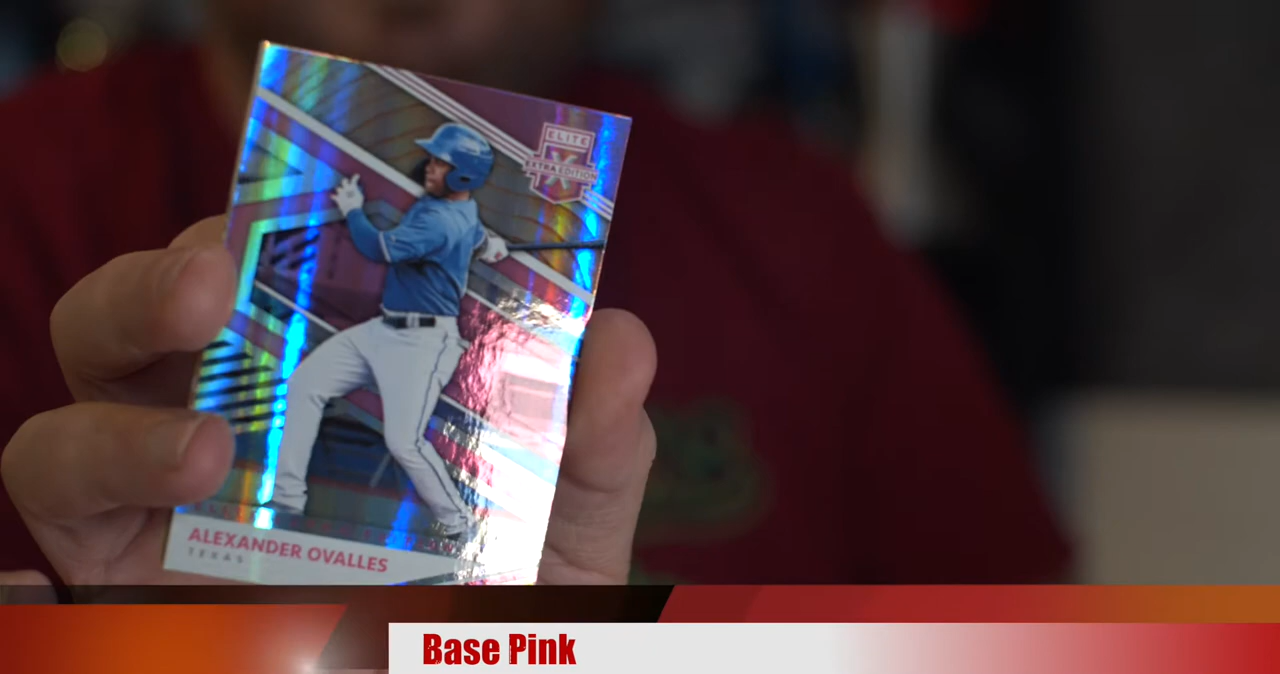 ELITE
X
EXTRA EDITION
ALEXANDER OVALLES
TEXAS
Base Pink